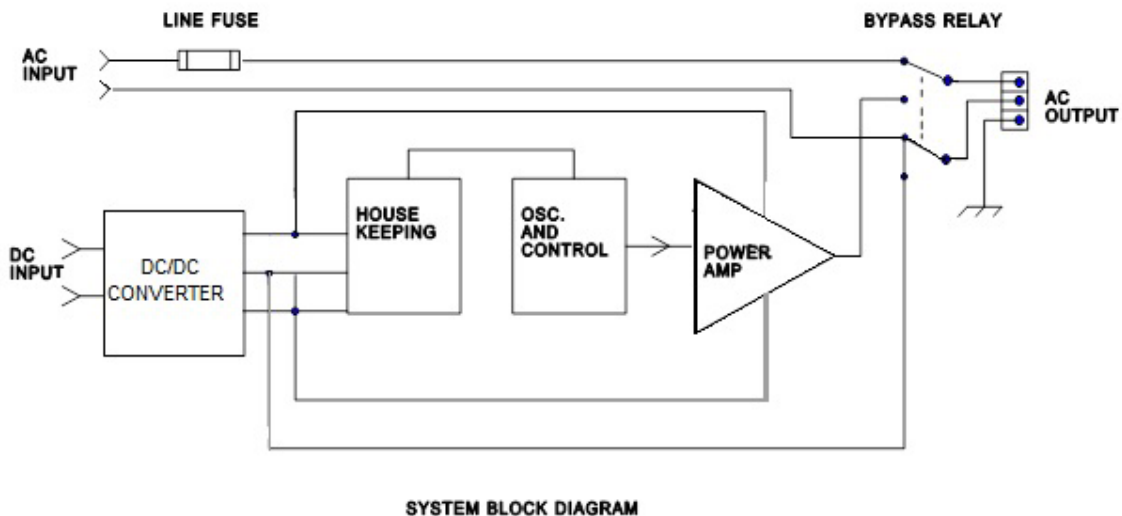 LINE FUSE
BYPASS RELAY
AC
INPUT
AC
OUTPUT
HOUSE
KEEPING
OSC.
AND
CONTROL
DC
INPUT
DC/DC
CONVERTER
POWER
AMP
SYSTEM BLOCK DIAGRAM